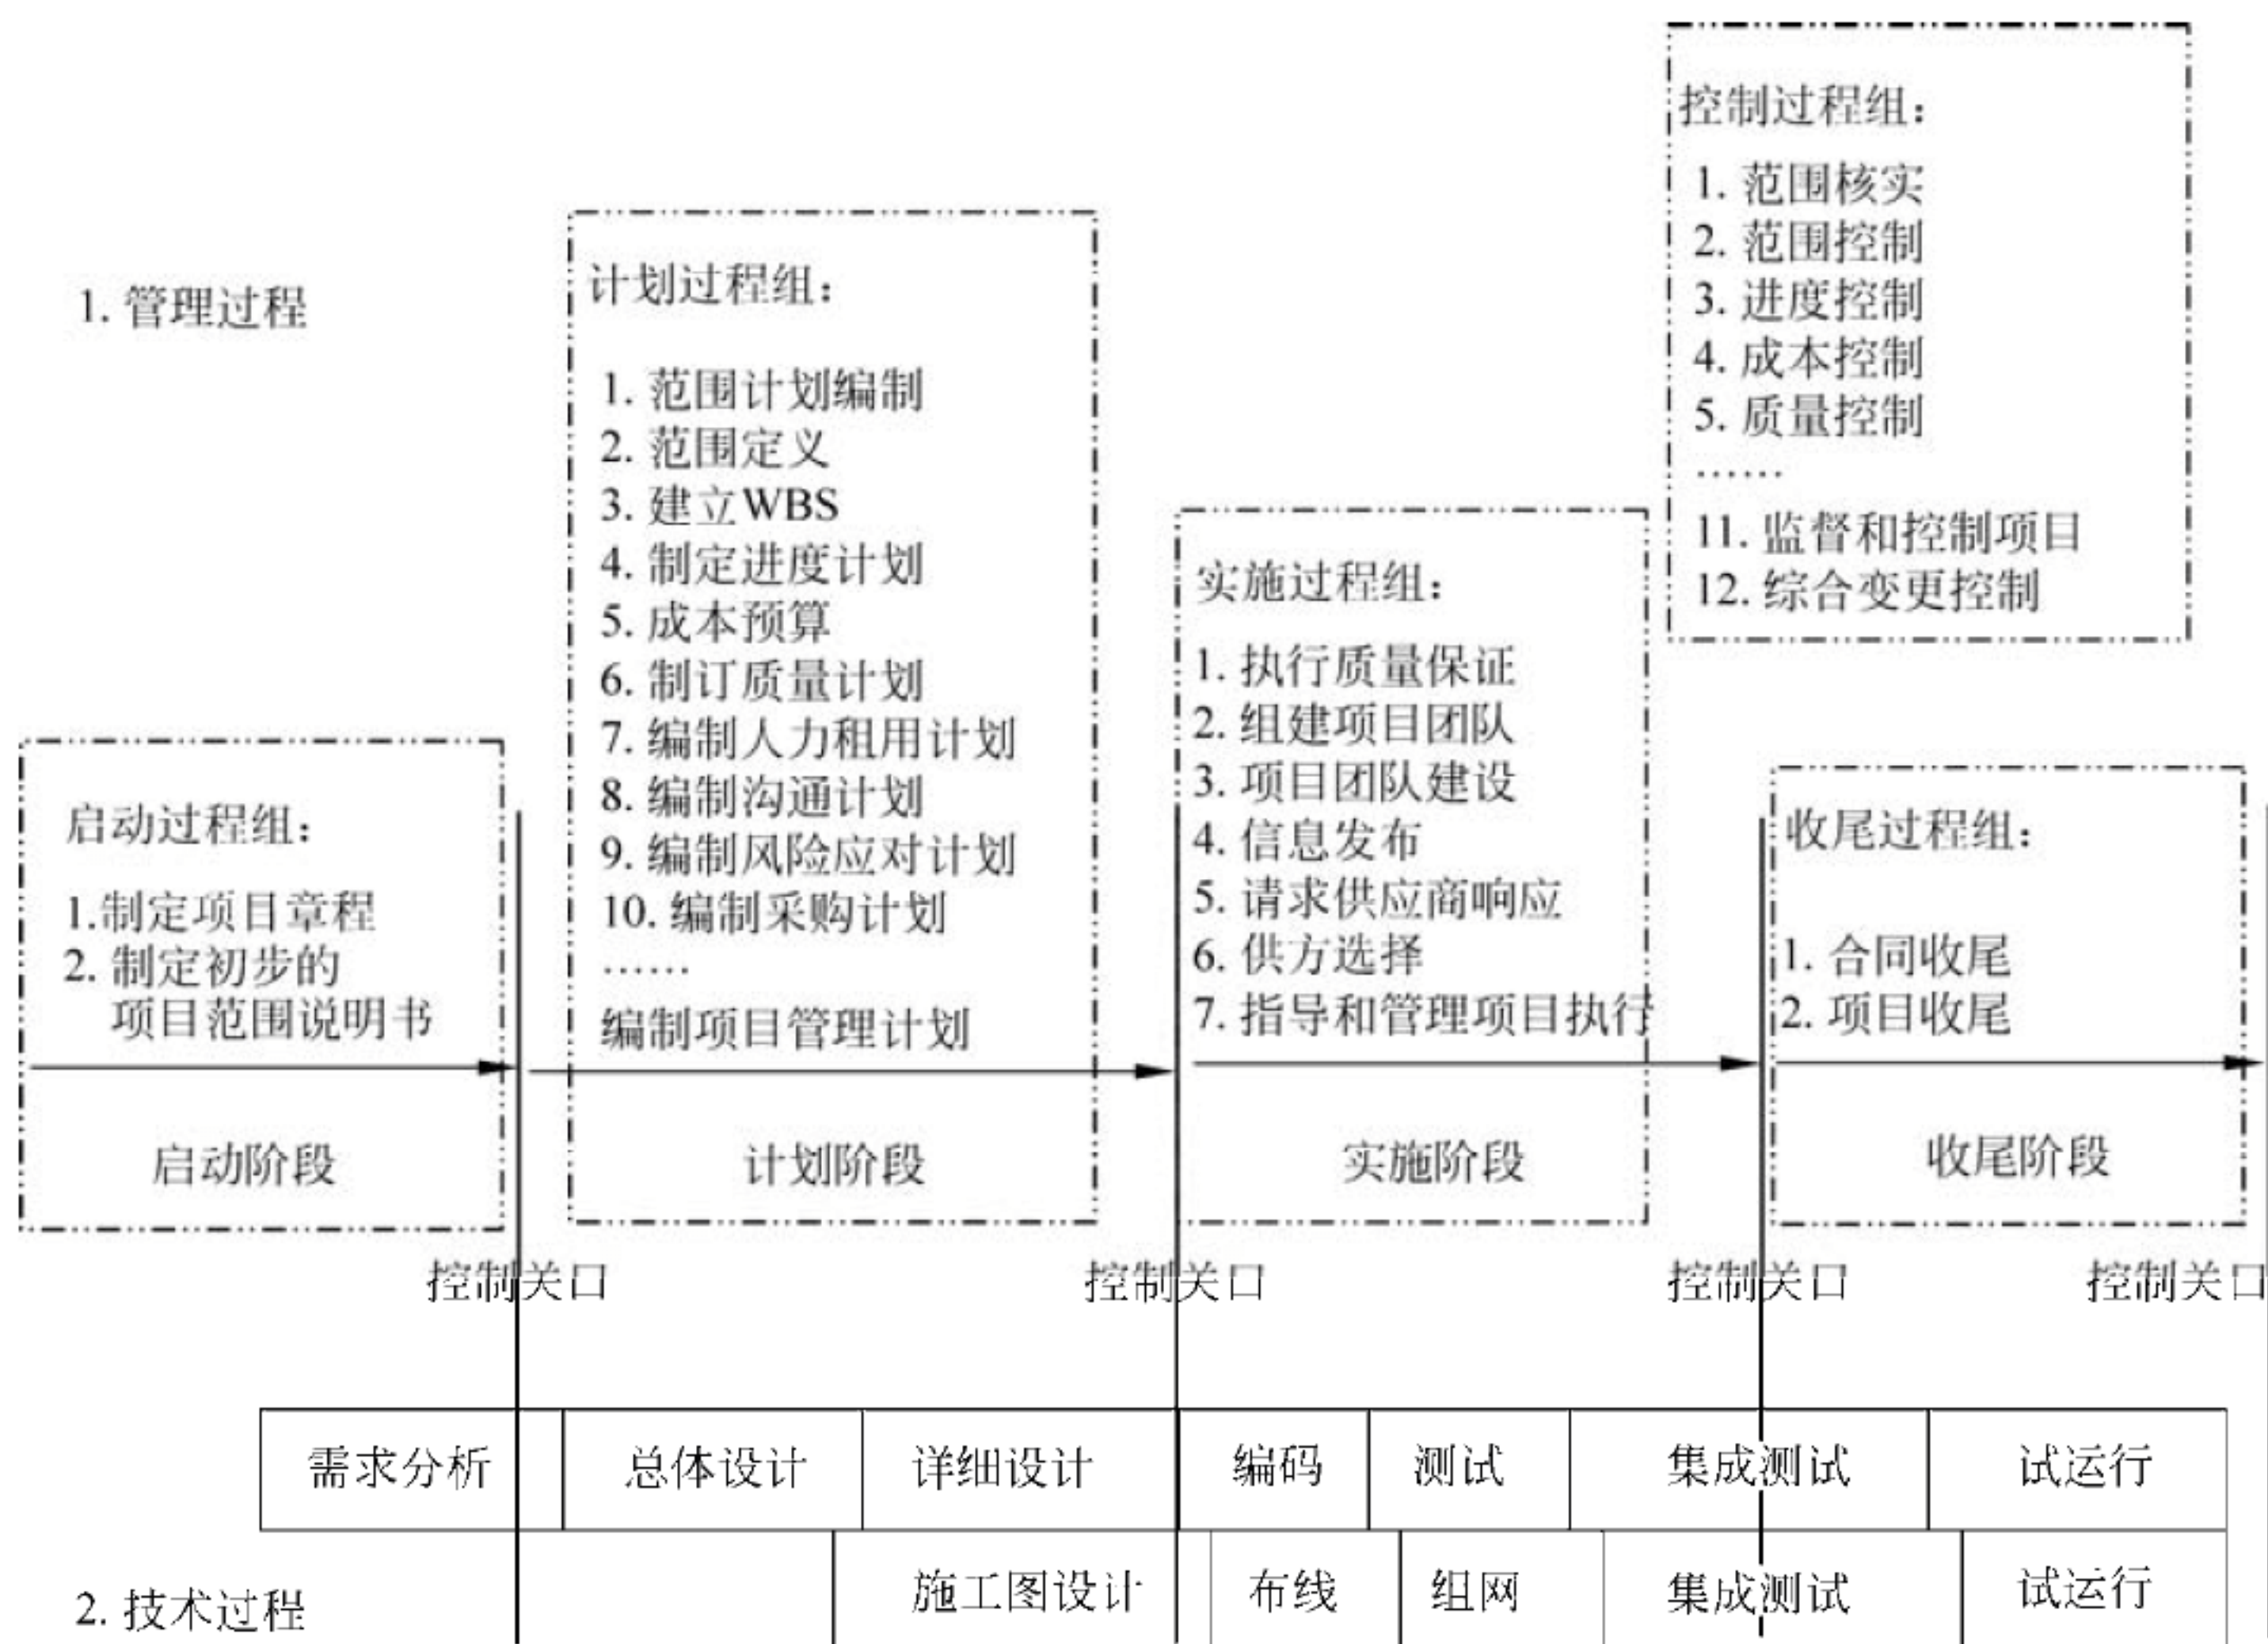 控制过程组：
1. 范围核实
2. 范围控制
3. 进度控制
4. 成本控制
5. 质量控制
……
11. 监督和控制项目
12. 综合变更控制
1. 管理过程
计划过程组：
1. 范围计划编制
2. 范围定义
3. 建立WBS
4. 制定进度计划
5. 成本预算
6. 制订质量计划
7. 编制人力租用计划
8. 编制沟通计划
9. 编制风险应对计划
10. 编制采购计划
……
编制项目管理计划
实施过程组：
1. 执行质量保证
2. 组建项目团队
3. 项目团队建设
4. 信息发布
5. 请求供应商响应
6. 供方选择
7. 指导和管理项目执行
启动过程组：
1.制定项目章程
2. 制定初步的
项目范围说明书
收尾过程组：
1. 合同收尾
2. 项目收尾
启动阶段
计划阶段
实施阶段
收尾阶段
控制关口
控制关口
控制关口
控制关口
需求分析
总体设计
详细设计
编码
测试
集成测试
试运行
2. 技术过程
施工图设计
布线
组网
集成测试
试运行